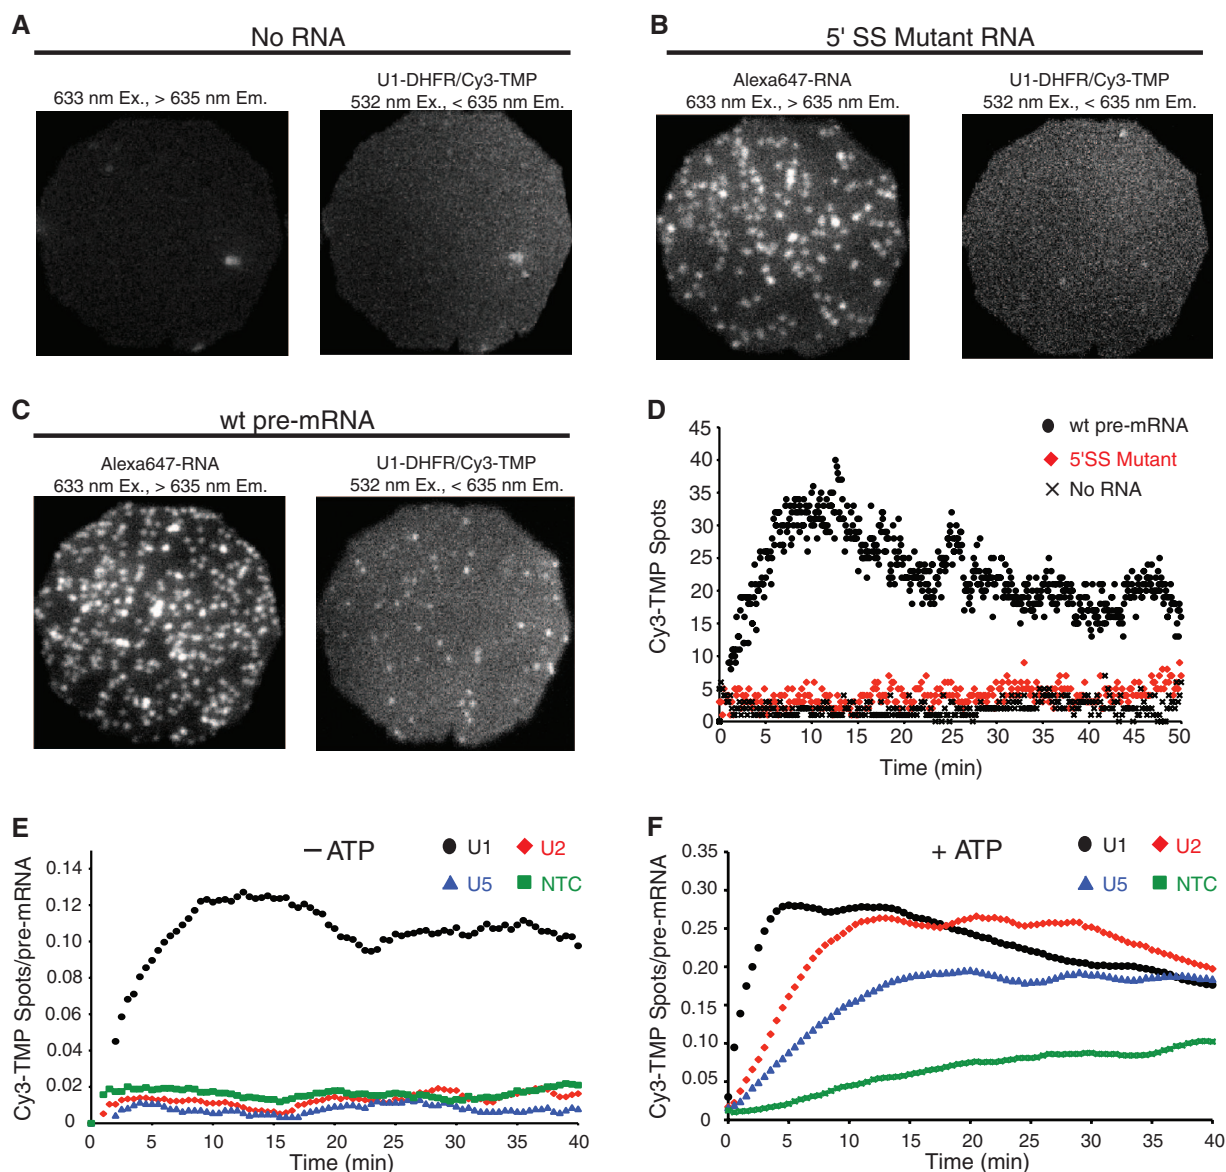 A
No RNA
633 nm Ex., > 635 nm Em.
U1-DHFR/Cy3-TMP
532 nm Ex., < 635 nm Em.
B
5' SS Mutant RNA
Alexa647-RNA
633 nm Ex., > 635 nm Em.
U1-DHFR/Cy3-TMP
532 nm Ex., < 635 nm Em.
C
wt pre-mRNA
Alexa647-RNA
633 nm Ex., > 635 nm Em.
U1-DHFR/Cy3-TMP
532 nm Ex., < 635 nm Em.
D
wt pre-mRNA
5'SS Mutant
No RNA
Cy3-TMP Spots
45
40
35
30
25
20
15
10
5
0
0 5 10 15 20 25 30 35 40 45 50
Time (min)
E
– ATP
U1 U2
U5 NTC
Cy3-TMP Spots/pre-mRNA
0.14
0.12
0.10
0.08
0.06
0.04
0.02
0
0 5 10 15 20 25 30 35 40
Time (min)
F
+ ATP
U1 U2
U5 NTC
Cy3-TMP Spots/pre-mRNA
0.35
0.30
0.25
0.20
0.15
0.10
0.05
0
0 5 10 15 20 25 30 35 40
Time (min)